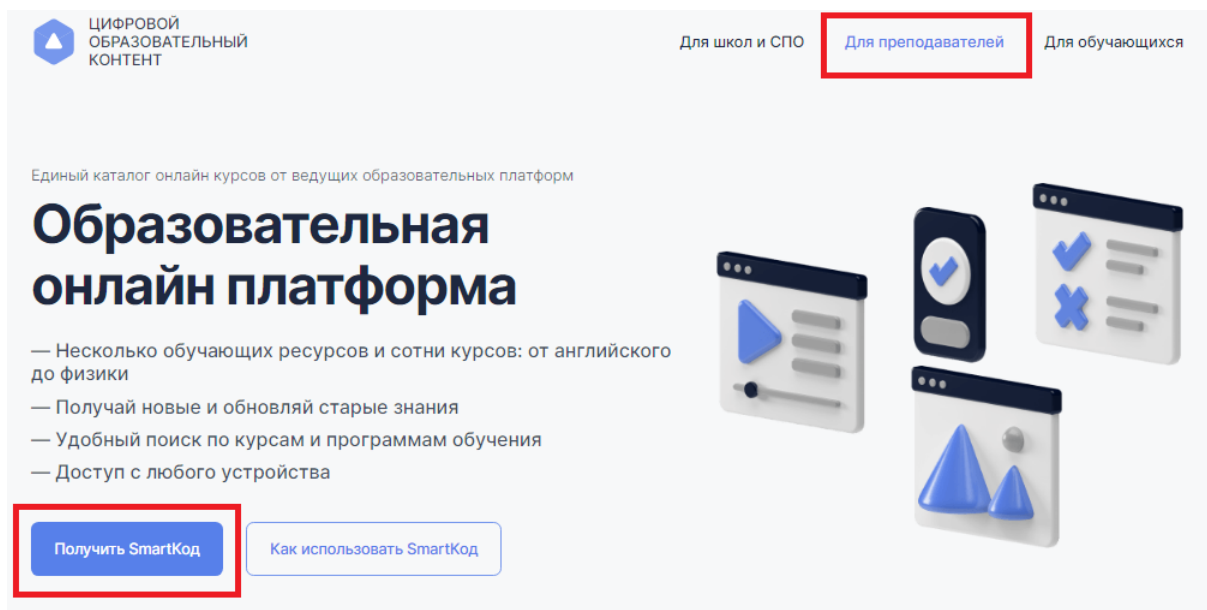 ЦИФРОВОЙ
ОБРАЗОВАТЕЛЬНЫЙ
КОНТЕНТ
Для школ и СПО
Для преподавателей
Для обучающихся
Единый каталог онлайн курсов от ведущих образовательных платформ
Образовательная
онлайн платформа
— Несколько обучающих ресурсов и сотни курсов: от английского
до физики
— Получай новые и обновляй старые знания
— Удобный поиск по курсам и программам обучения
— Доступ с любого устройства
Получить SmartКод
Как использовать SmartКод